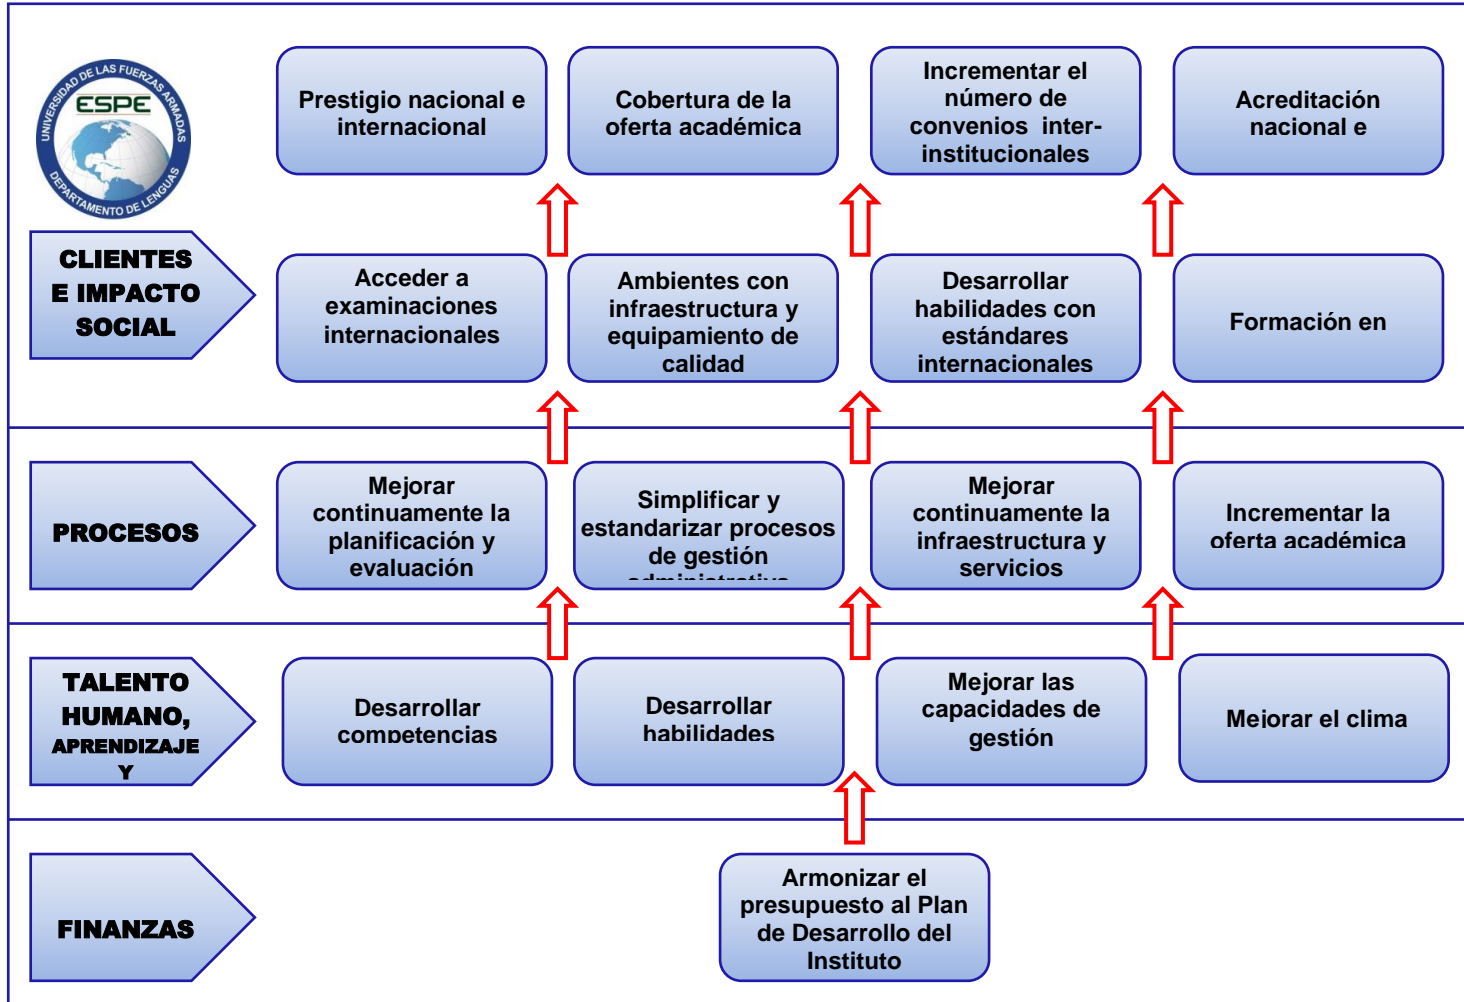 UNIVERSIDAD DE LAS FUERZAS ARMADAS
ESPE
DEPARTAMENTO DE LENGUAS
Prestigio nacional e
internacional
Cobertura de la
oferta académica
Incrementar el
número de
convenios inter-
institucionales
Acreditación
nacional e
CLIENTES
E IMPACTO
SOCIAL
Acceder a
examinaciones
internacionales
Ambientes con
infraestructura y
equipamiento de
calidad
Desarrollar
habilidades con
estándares
internacionales
Formación en
PROCESOS
Mejorar
continuamente la
planificación y
evaluación
Simplificar y
estandarizar procesos
de gestión
administrativa
Mejorar
continuamente la
infraestructura y
servicios
Incrementar la
oferta académica
TALENTO
HUMANO,
APRENDIZAJE
Y
Desarrollar
competencias
Desarrollar
habilidades
Mejorar las
capacidades de
gestión
Mejorar el clima
FINANZAS
Armonizar el
presupuesto al Plan
de Desarrollo del
Instituto